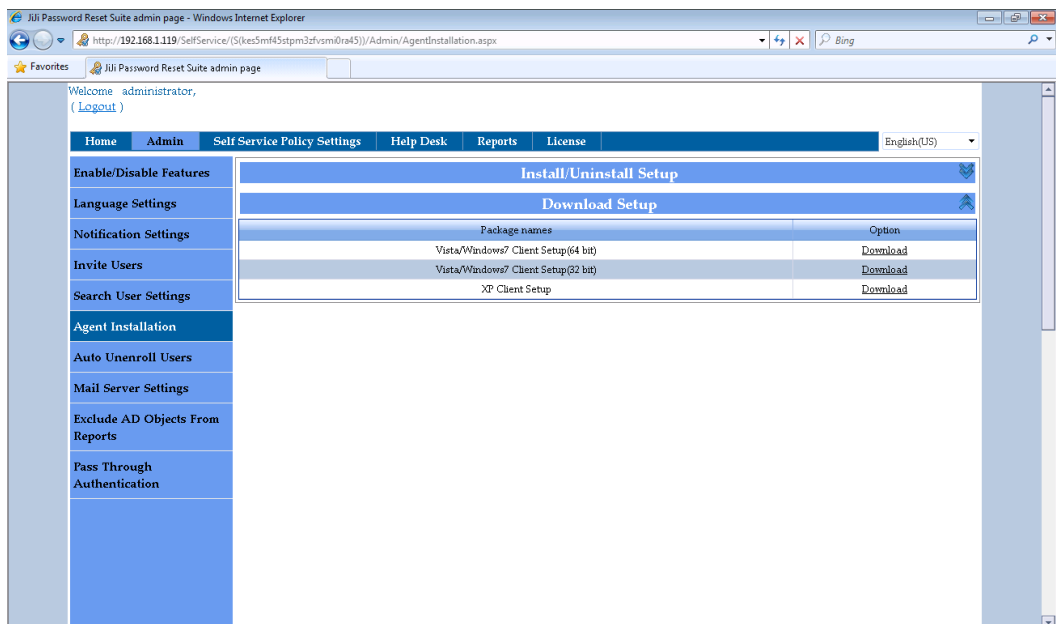 JiJi Password Reset Suite admin page - Windows Internet Explorer
http://192.168.1.119/SelfService/(S(kes5mf45stpm3zfvsmi0ra45))/Admin/AgentInstallation.aspx
Bing
Favorites
JiJi Password Reset Suite admin page
Welcome administrator,
( Logout )
Home Admin Self Service Policy Settings Help Desk Reports License English(US)
Enable/Disable Features
Language Settings
Notification Settings
Invite Users
Search User Settings
Agent Installation
Auto Unenroll Users
Mail Server Settings
Exclude AD Objects From
Reports
Pass Through
Authentication
Install/Uninstall Setup
Download Setup
Package names Option
Vista/Windows7 Client Setup(64 bit) Download
Vista/Windows7 Client Setup(32 bit) Download
XP Client Setup Download